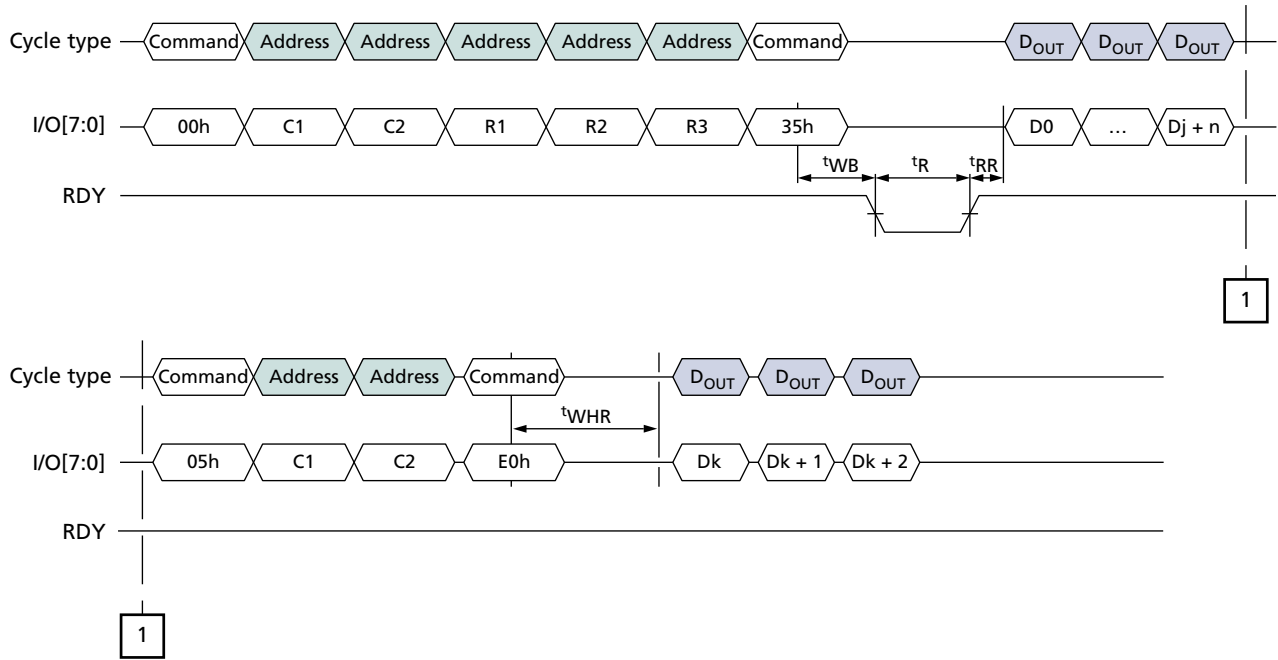 Cycle type Command Address Address Address Address Address Command DOUT DOUT DOUT
I/O[7:0] 00h C1 C2 R1 R2 R3 35h D0 ... Dj + n
tWB tR tRR
RDY
1
Cycle type Command Address Address Command DOUT DOUT DOUT
tWHR
I/O[7:0] 05h C1 C2 E0h Dk Dk + 1 Dk + 2
RDY
1